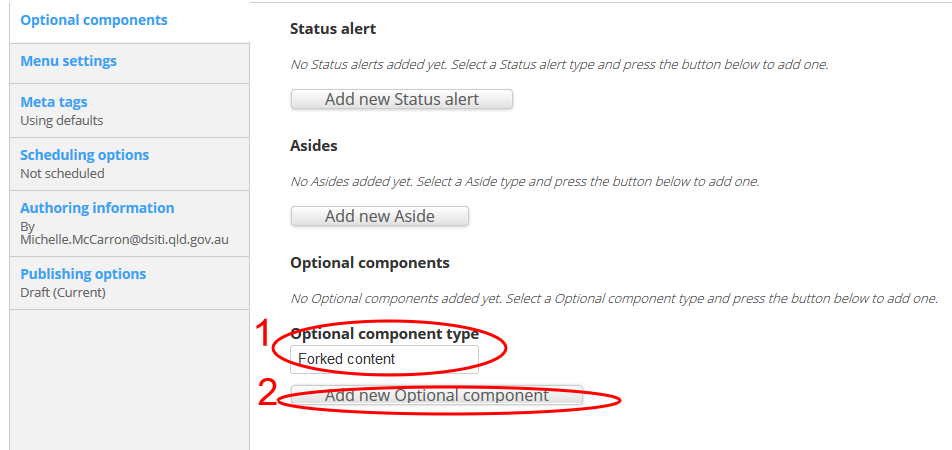 Optional components
Menu settings
Meta tags
Using defaults
Scheduling options
Not scheduled
Authoring information
By
Michelle.McCarron@dsiti.qld.gov.au
Publishing options
Draft (Current)
Status alert
No Status alerts added yet. Select a Status alert type and press the button below to add one.
Add new Status alert
Asides
No Asides added yet. Select a Aside type and press the button below to add one.
Add new Aside
Optional components
No Optional components added yet. Select a Optional component type and press the button below to add one.
1
Optional component type
Forked content
2
Add new Optional component